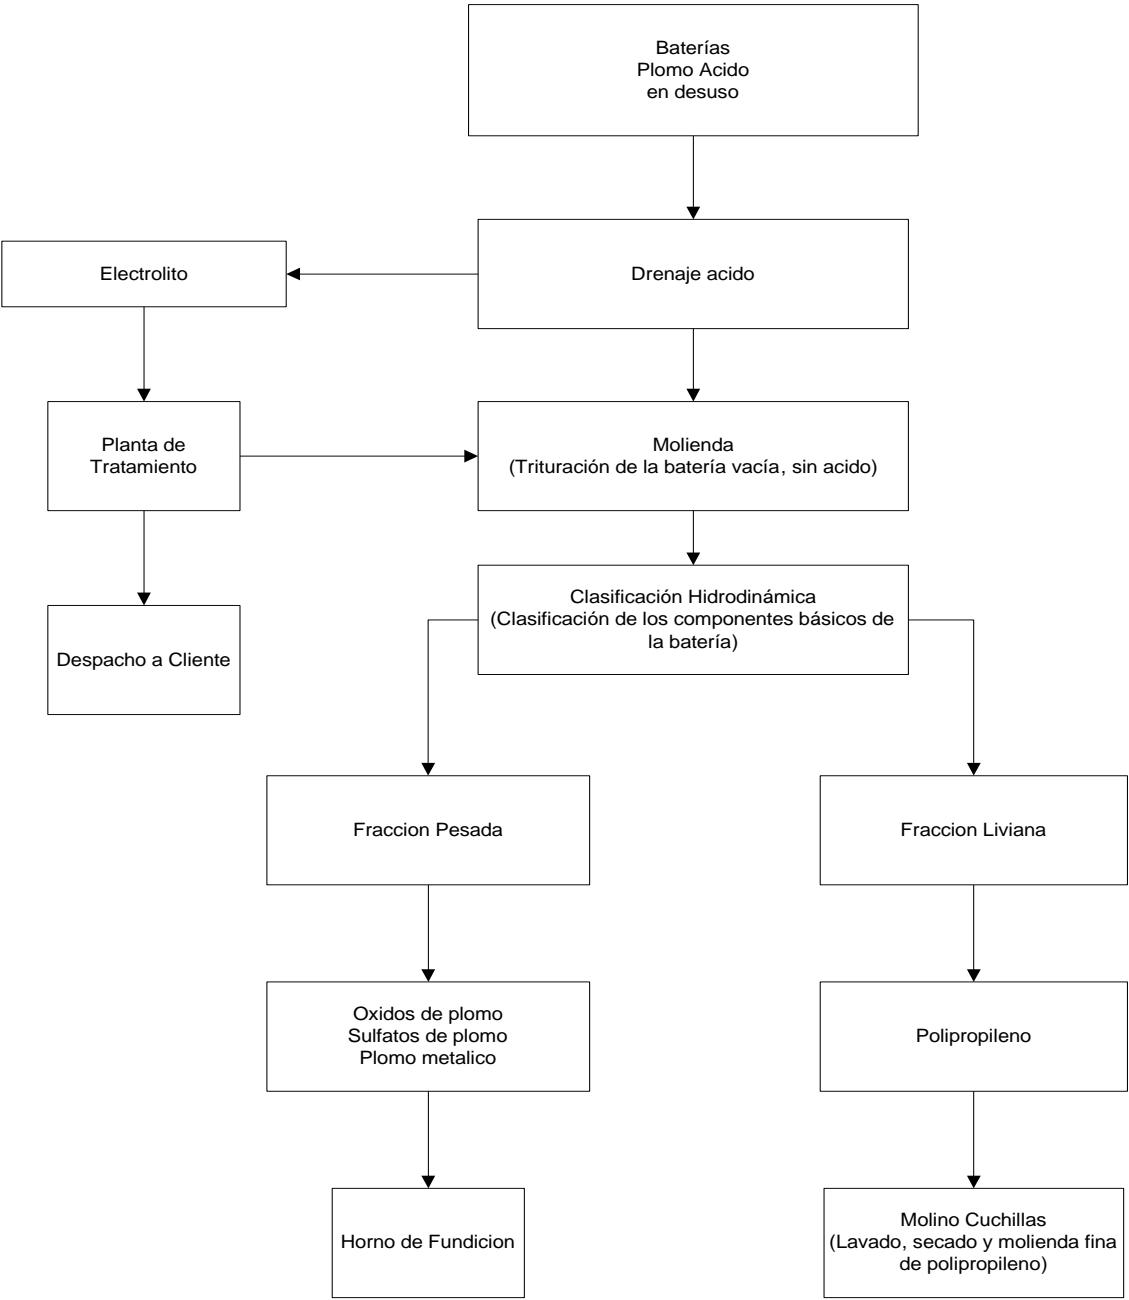 Baterías
Plomo Acido
en desuso
Electrolito
Drenaje acido
Planta de
Tratamiento
Molienda
(Trituración de la batería vacía, sin acido)
Clasificación Hidrodinámica
(Clasificación de los componentes básicos de
la batería)
Despacho a Cliente
Fraccion Pesada
Fraccion Liviana
Oxidos de plomo
Sulfatos de plomo
Plomo metalico
Polipropileno
Horno de Fundicion
Molino Cuchillas
(Lavado, secado y molienda fina
de polipropileno)